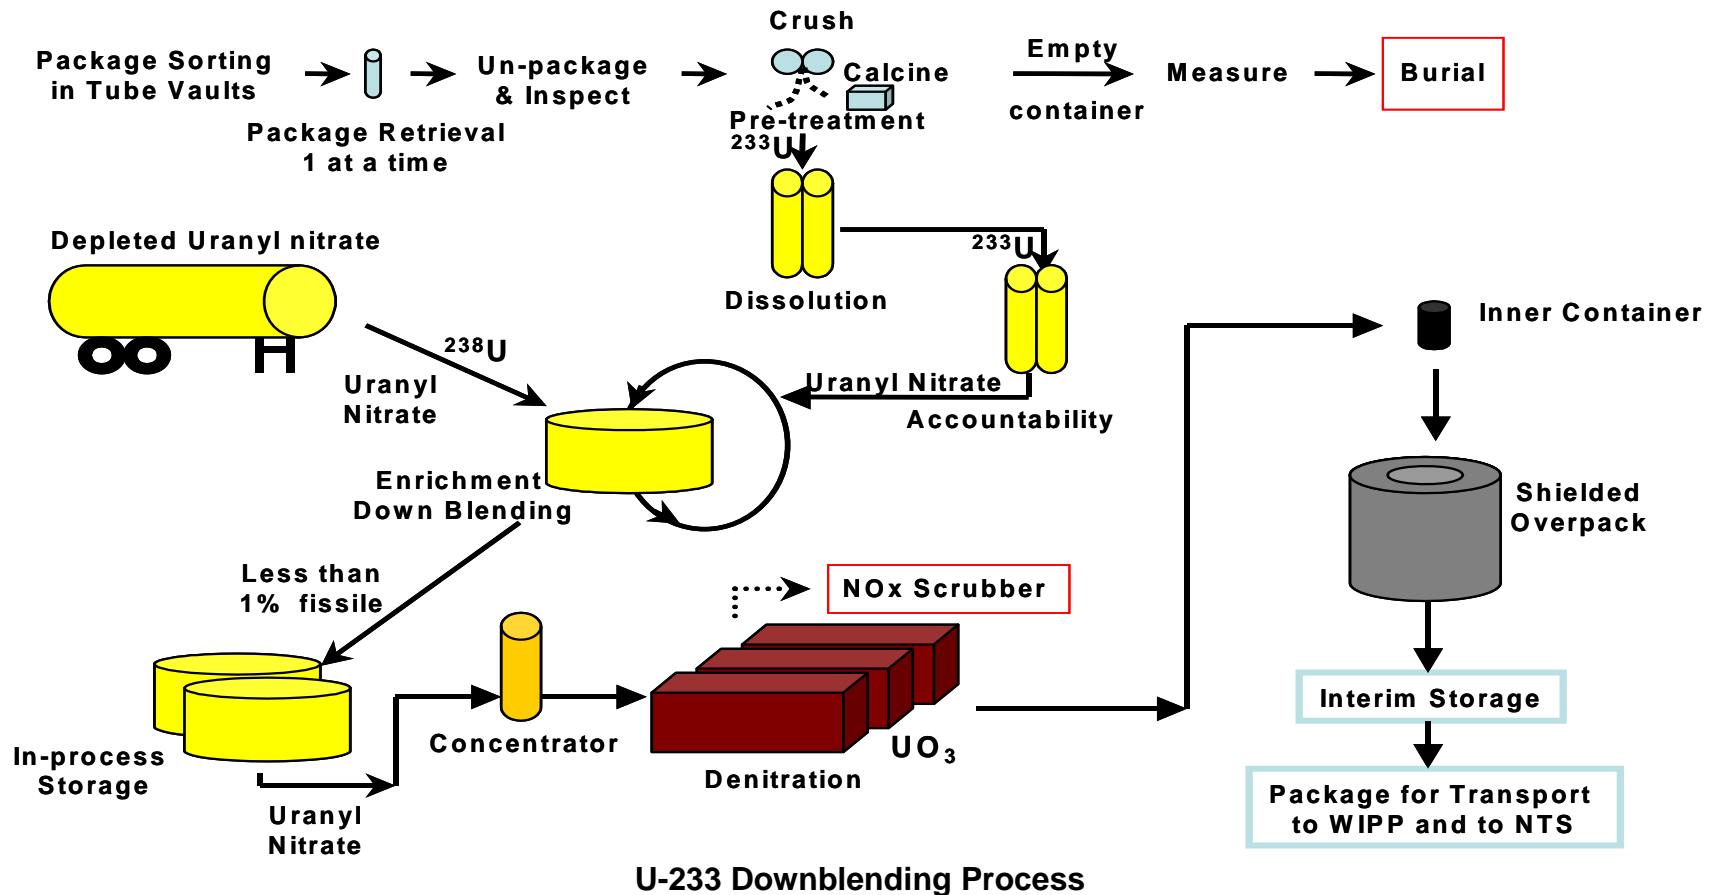 Package Sorting
in Tube Vaults
Package Retrieval
1 at a time
Un-package
& Inspect
Crush
Calcine
Pre-treatment
Empty
container
Measure
Burial
²³³U
Dissolution
²³³U
Depleted Uranyl nitrate
²³⁸U
Uranyl
Nitrate
Uranyl Nitrate
Accountability
Enrichment
Down Blending
Less than
1% fissile
In-process
Storage
Uranyl
Nitrate
Concentrator
NOx Scrubber
UO₃
Denitration
Inner Container
Shielded
Overpack
Interim Storage
Package for Transport
to WIPP and to NTS
U-233 Downblending Process